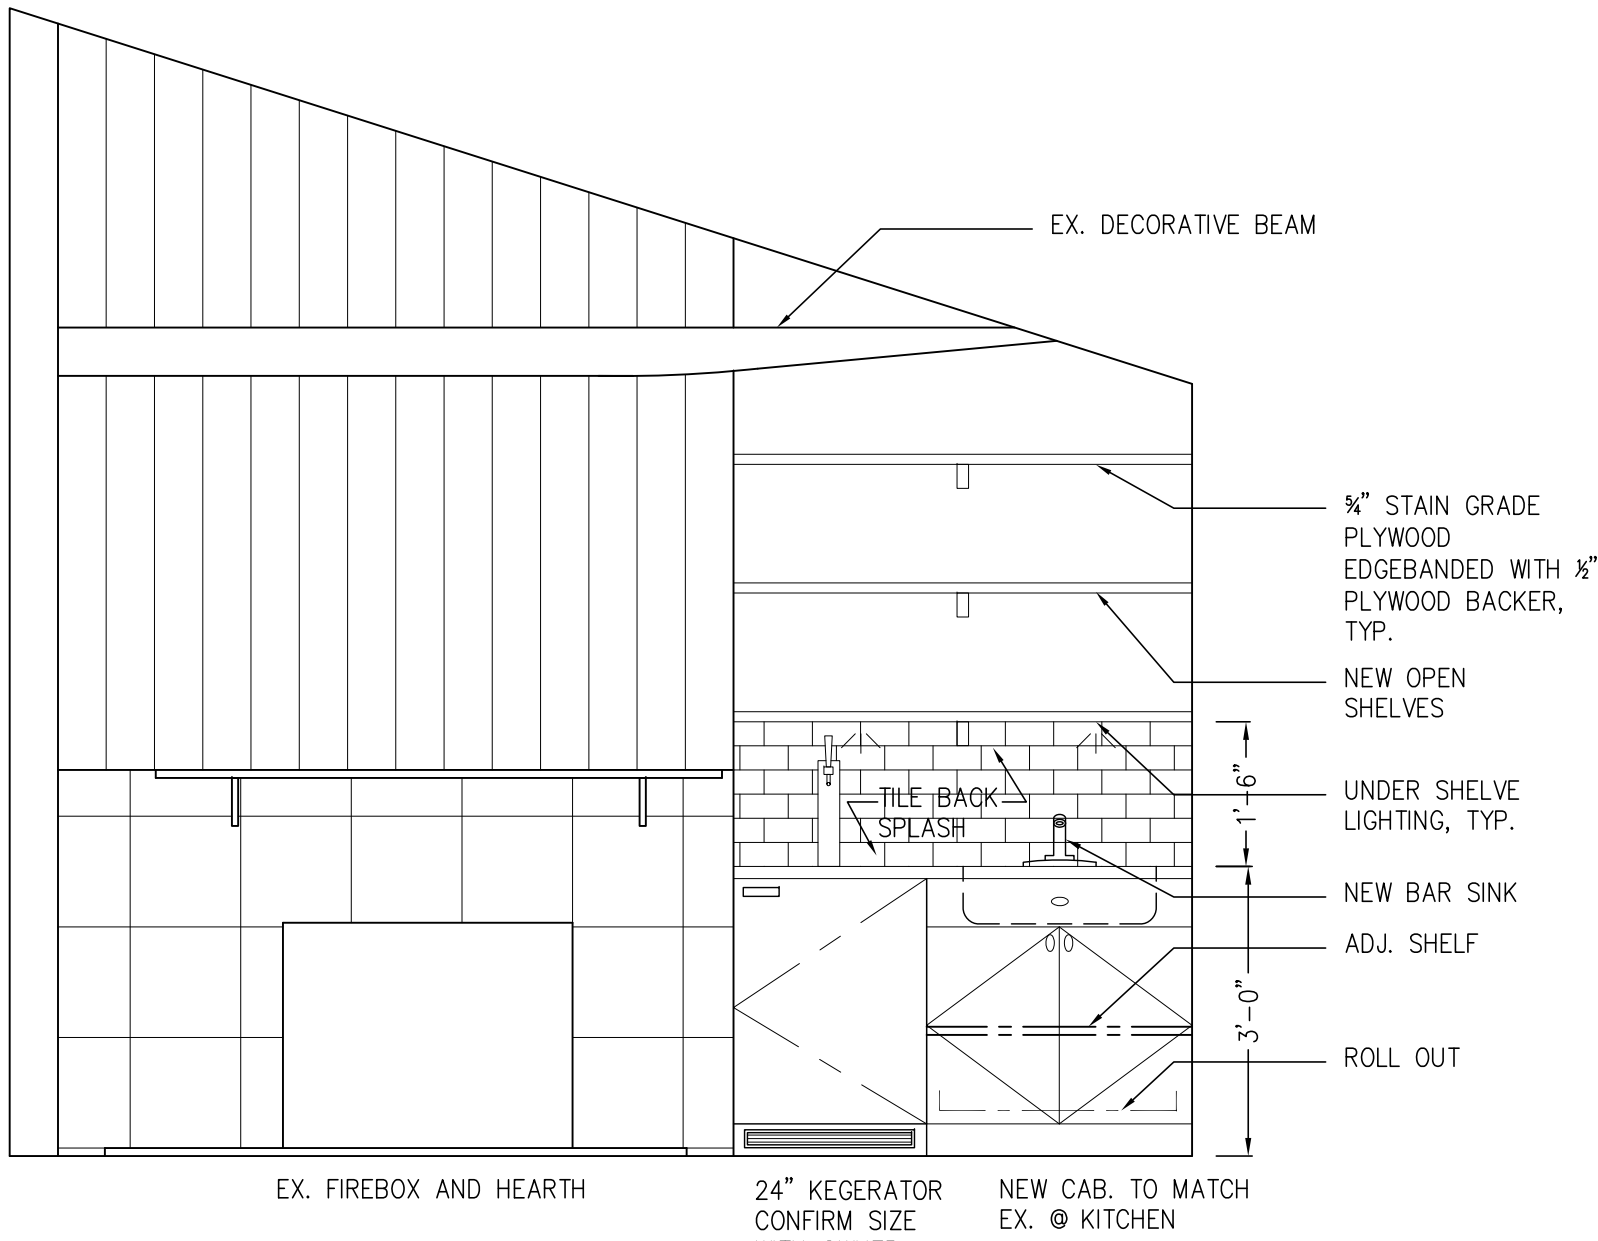 EX. DECORATIVE BEAM
5/4" STAIN GRADE
PLYWOOD
EDGEBANDED WITH ½"
PLYWOOD BACKER,
TYP.
NEW OPEN
SHELVES
1'-6"
UNDER SHELVE
LIGHTING, TYP.
TILE BACK
SPLASH
NEW BAR SINK
ADJ. SHELF
3'-0"
ROLL OUT
EX. FIREBOX AND HEARTH
24" KEGERATOR
CONFIRM SIZE
NEW CAB. TO MATCH
EX. @ KITCHEN